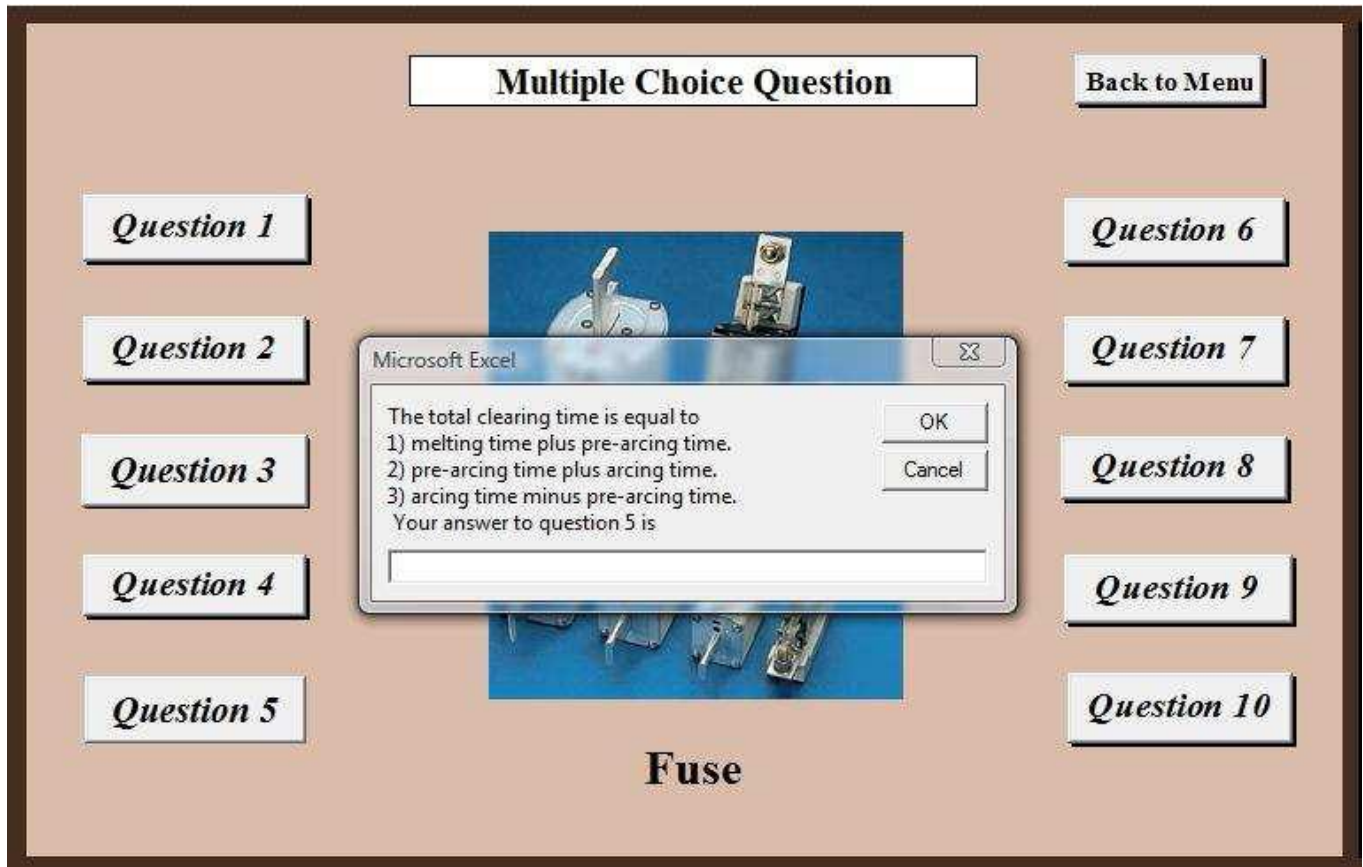 Multiple Choice Question
Back to Menu
Question 1
Question 2
Question 3
Question 4
Question 5
Microsoft Excel
The total clearing time is equal to
1) melting time plus pre-arcing time.
2) pre-arcing time plus arcing time.
3) arcing time minus pre-arcing time.
Your answer to question 5 is
OK
Cancel
Question 6
Question 7
Question 8
Question 9
Question 10
Fuse